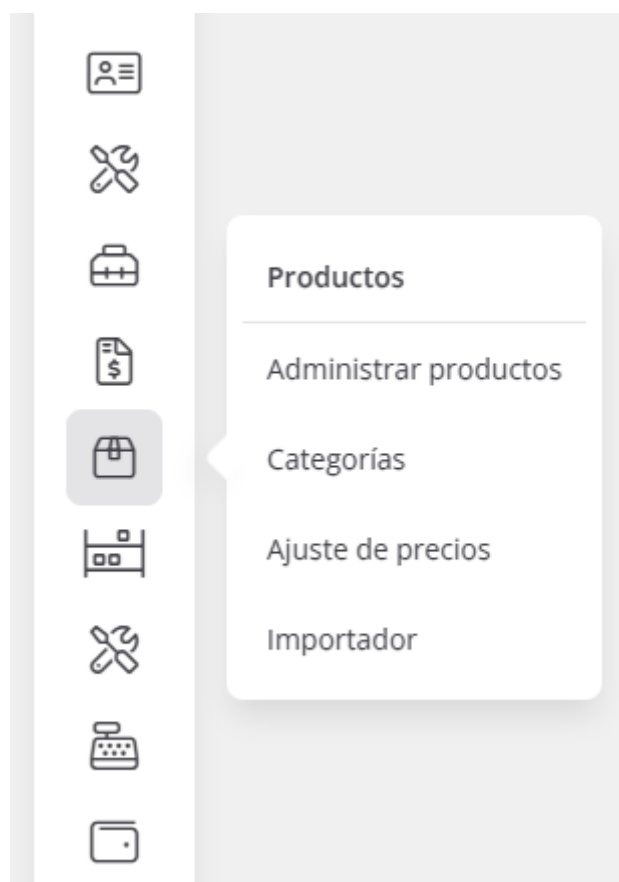 Productos
Administrar productos
Categorías
Ajuste de precios
Importador